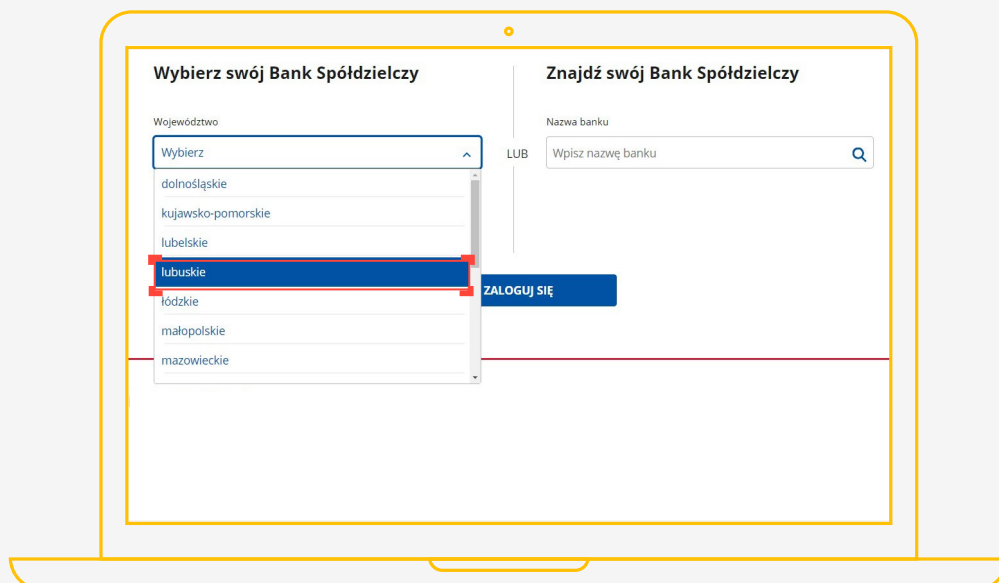 Wybierz swój Bank Spółdzielczy
Województwo
Wybierz
dolnośląskie
kujawsko-pomorskie
lubelskie
lubuskie
łódzkie
małopolskie
mazowieckie
LUB
Znajdź swój Bank Spółdzielczy
Nazwa banku
Wpisz nazwę banku
ZALOGUJ SIĘ